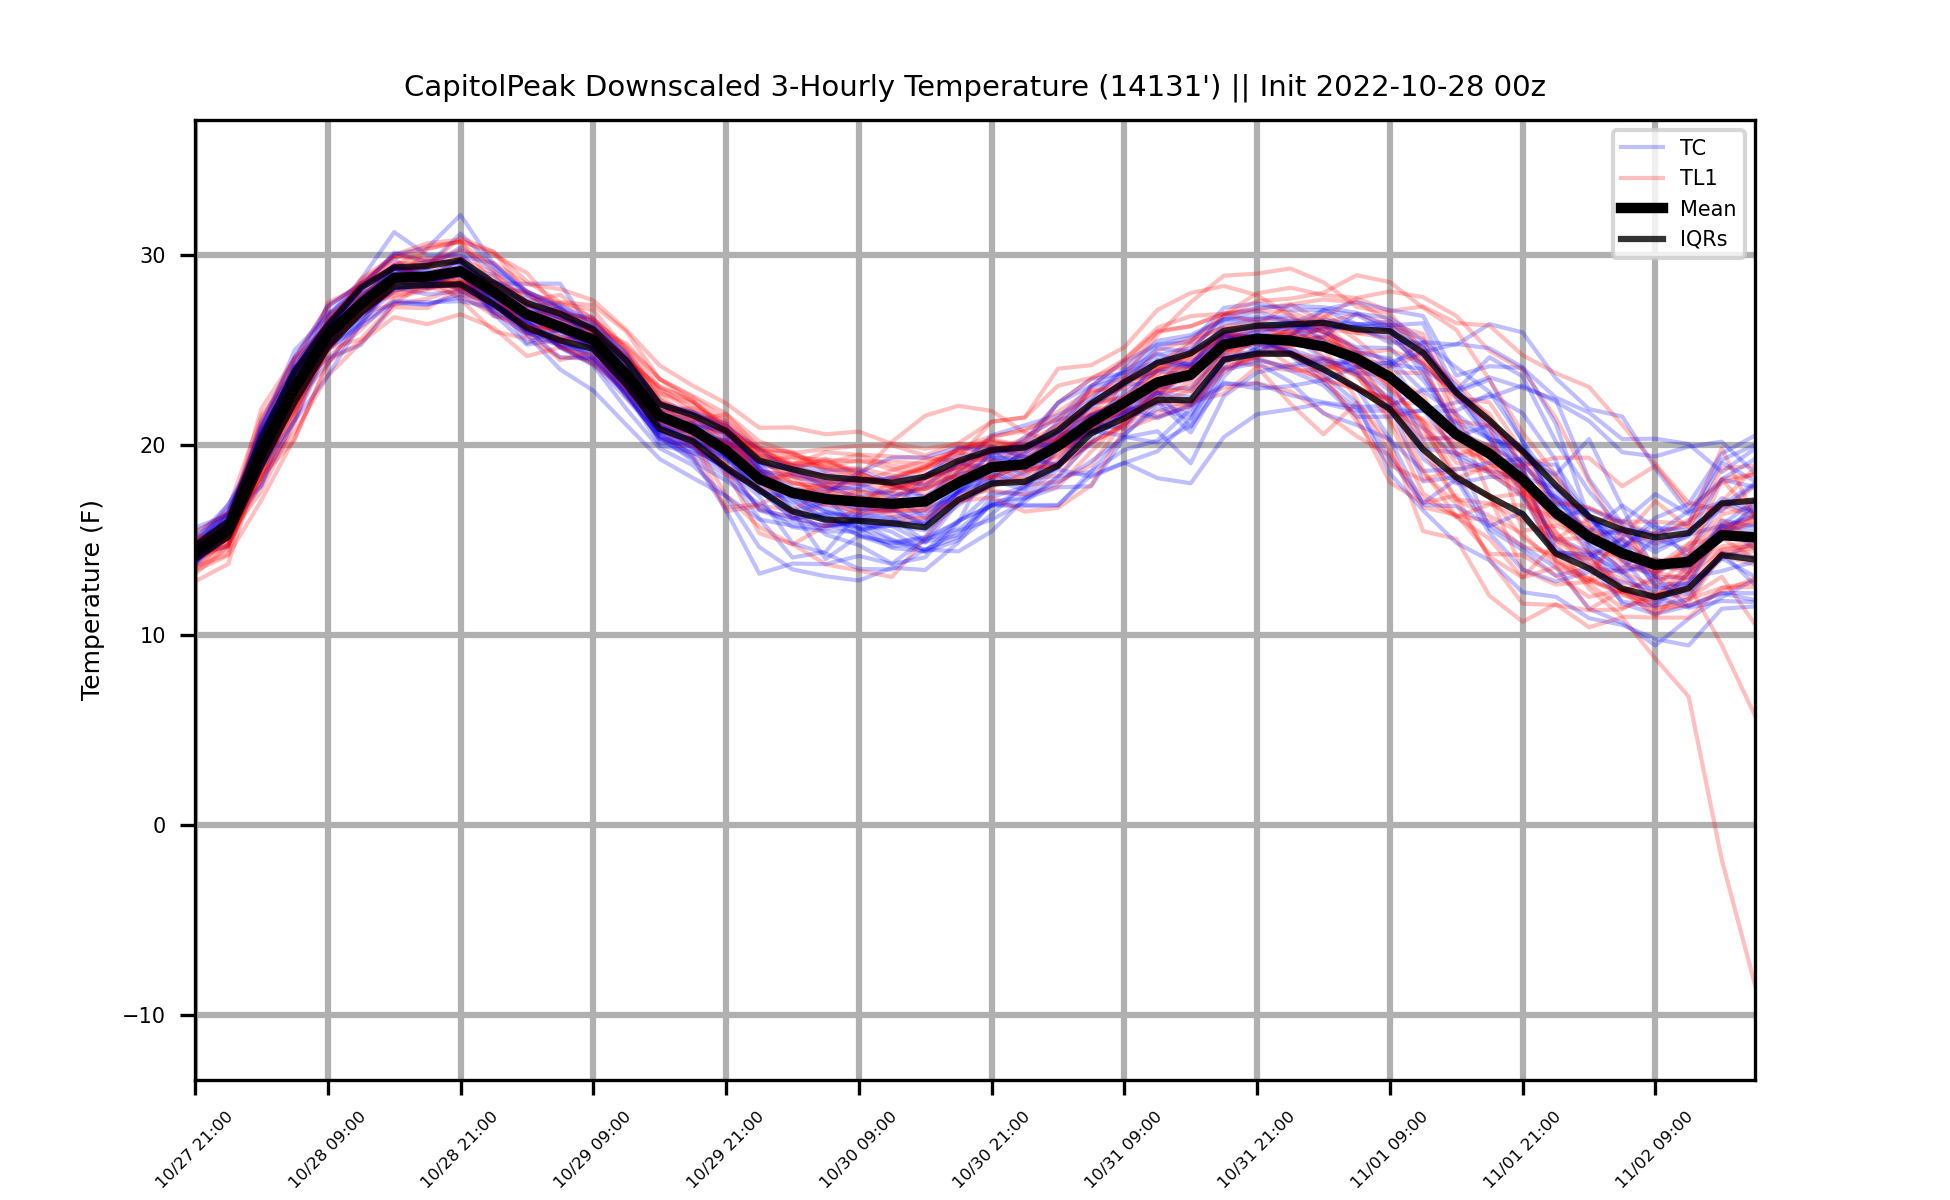 CapitolPeak Downscaled 3-Hourly Temperature (14131') || Init 2022-10-28 00z
TC
TL1
Mean
IQRs
Temperature (F)
30
20
10
0
−10
10/27 21:00
10/28 09:00
10/28 21:00
10/29 09:00
10/29 21:00
10/30 09:00
10/30 21:00
10/31 09:00
10/31 21:00
11/01 09:00
11/01 21:00
11/02 09:00